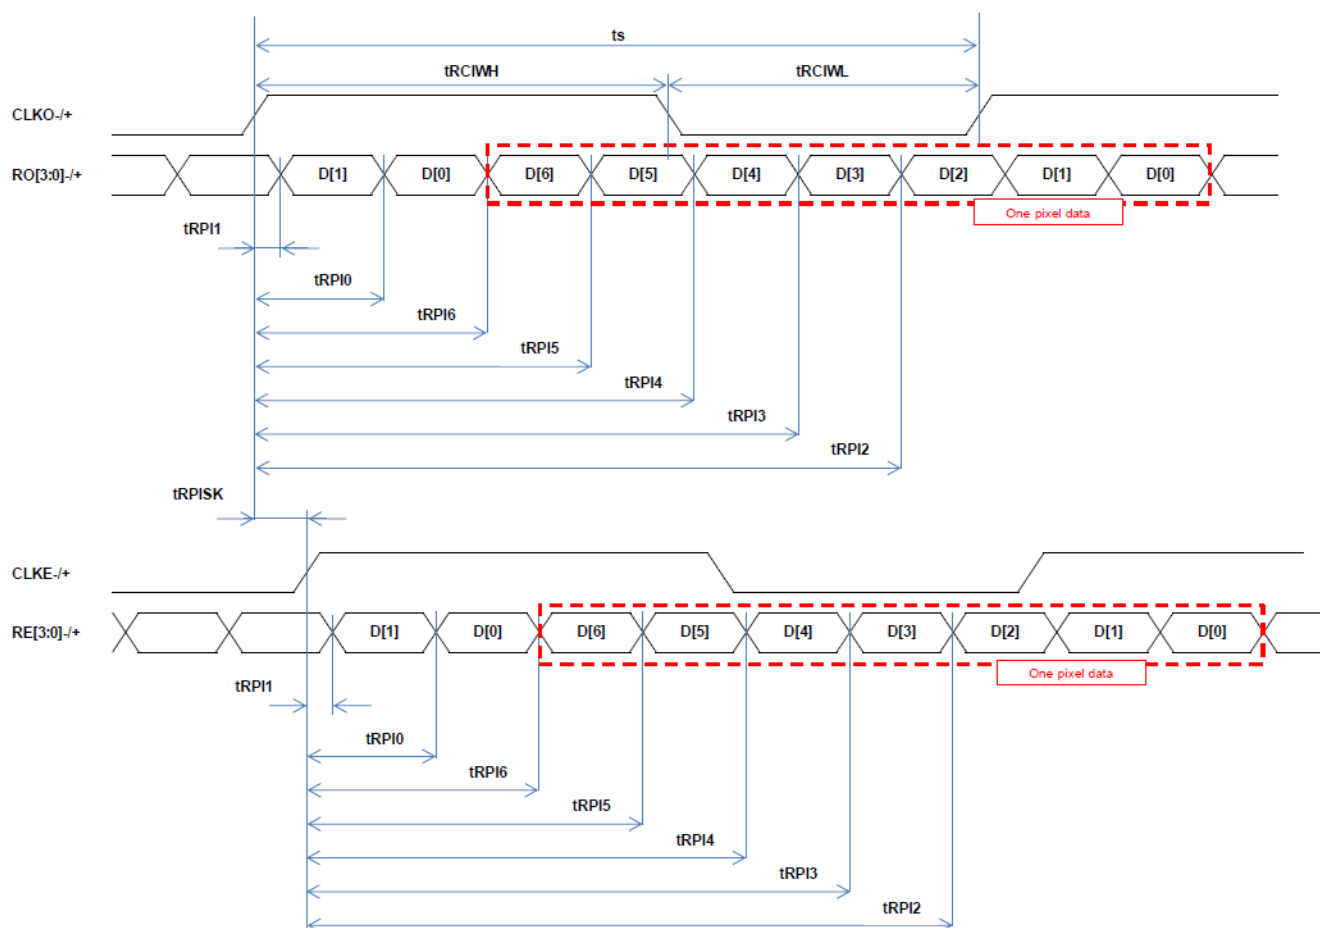 ts
tRCIWH tRCIWL
CLKO-/+
RO[3:0]-/+ D[1] D[0] D[6] D[5] D[4] D[3] D[2] D[1] D[0]
One pixel data
tRPI1
tRPI0
tRPI6
tRPI5
tRPI4
tRPI3
tRPI2
tRPISK
CLKE-/+
RE[3:0]-/+ D[1] D[0] D[6] D[5] D[4] D[3] D[2] D[1] D[0]
One pixel data
tRPI1
tRPI0
tRPI6
tRPI5
tRPI4
tRPI3
tRPI2